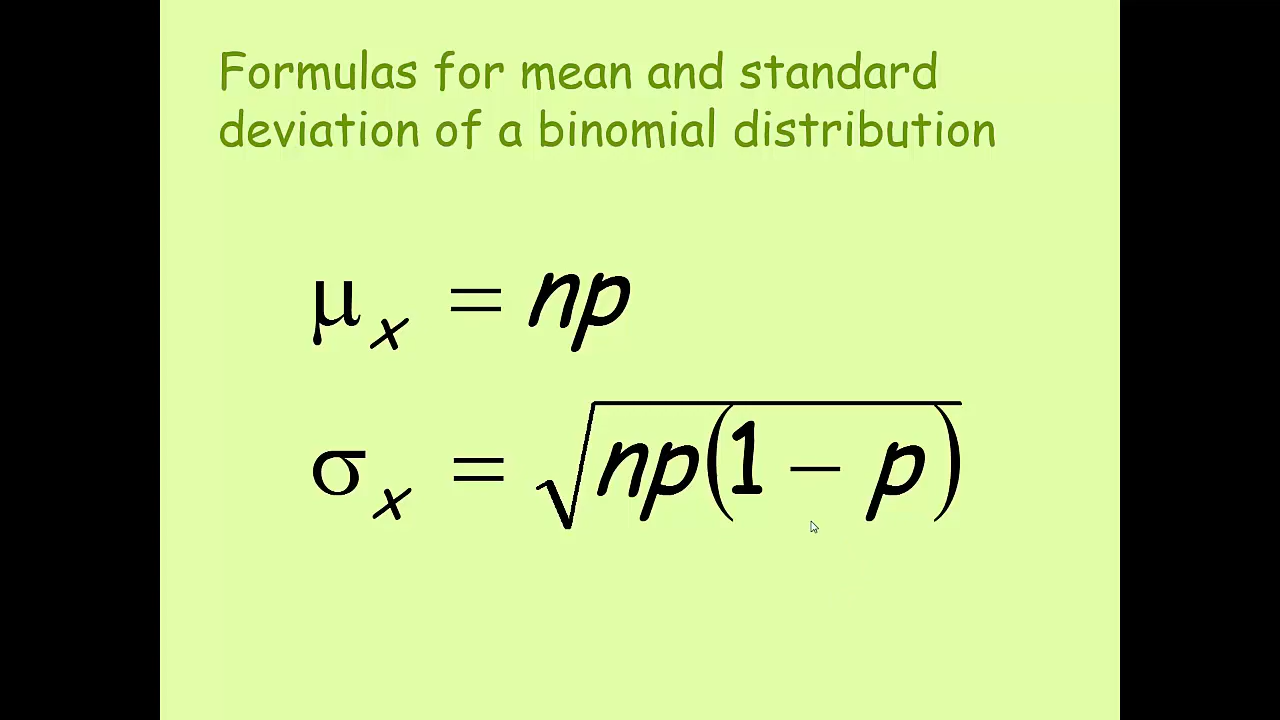 Formulas for mean and standard
deviation of a binomial distribution
μₓ = np
σₓ = √np(1 − p)